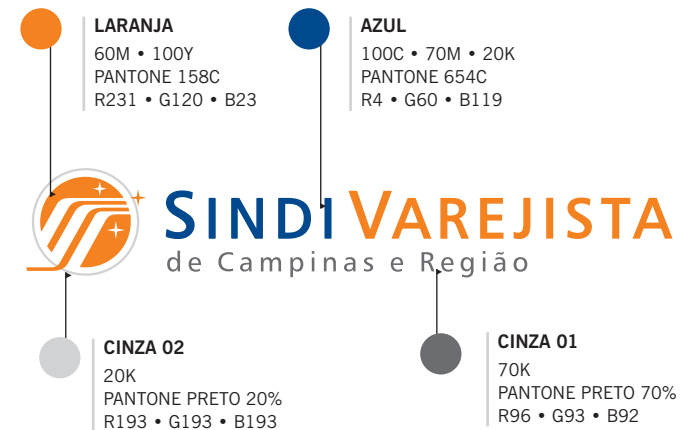 LARANJA
60M • 100Y
PANTONE 158C
R231 • G120 • B23
AZUL
100C • 70M • 20K
PANTONE 654C
R4 • G60 • B119
SINDIVAREJISTA
de Campinas e Região
CINZA 02
20K
PANTONE PRETO 20%
R193 • G193 • B193
CINZA 01
70K
PANTONE PRETO 70%
R96 • G93 • B92